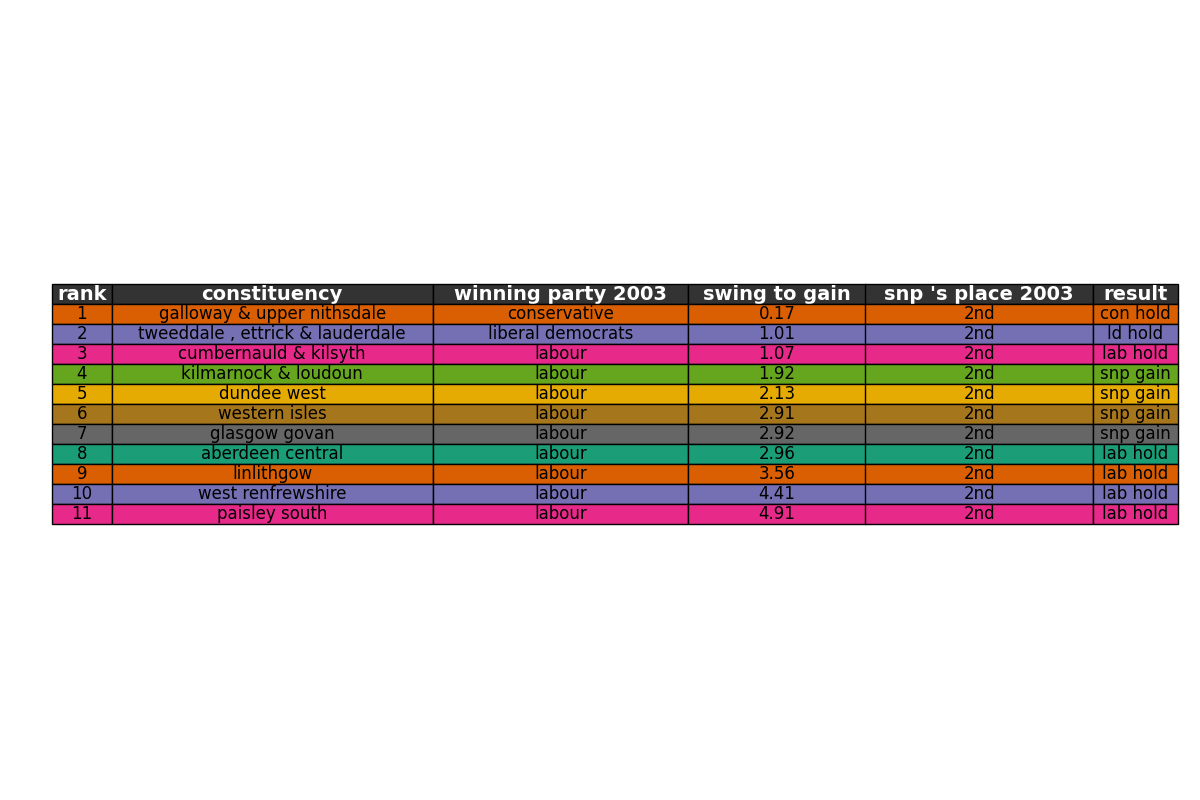 rank constituency winning party 2003 swing to gain snp 's place 2003 result
1 galloway & upper nithsdale conservative 0.17 2nd con hold
2 tweeddale , ettrick & lauderdale liberal democrats 1.01 2nd ld hold
3 cumbernauld & kilsyth labour 1.07 2nd lab hold
4 kilmarnock & loudoun labour 1.92 2nd snp gain
5 dundee west labour 2.13 2nd snp gain
6 western isles labour 2.91 2nd snp gain
7 glasgow govan labour 2.92 2nd snp gain
8 aberdeen central labour 2.96 2nd lab hold
9 linlithgow labour 3.56 2nd lab hold
10 west renfrewshire labour 4.41 2nd lab hold
11 paisley south labour 4.91 2nd lab hold